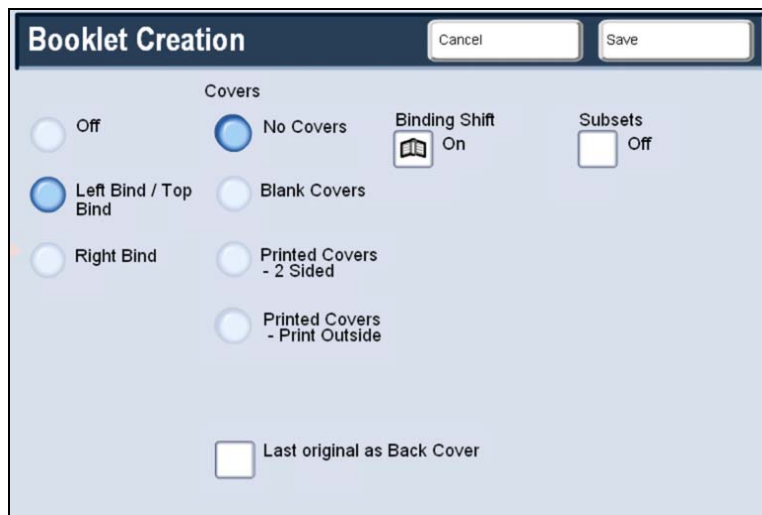 Booklet Creation
Cancel
Save
Covers
Off
No Covers
Binding Shift
On
Subsets
Off
Left Bind / Top
Bind
Blank Covers
Right Bind
Printed Covers
- 2 Sided
Printed Covers
- Print Outside
Last original as Back Cover